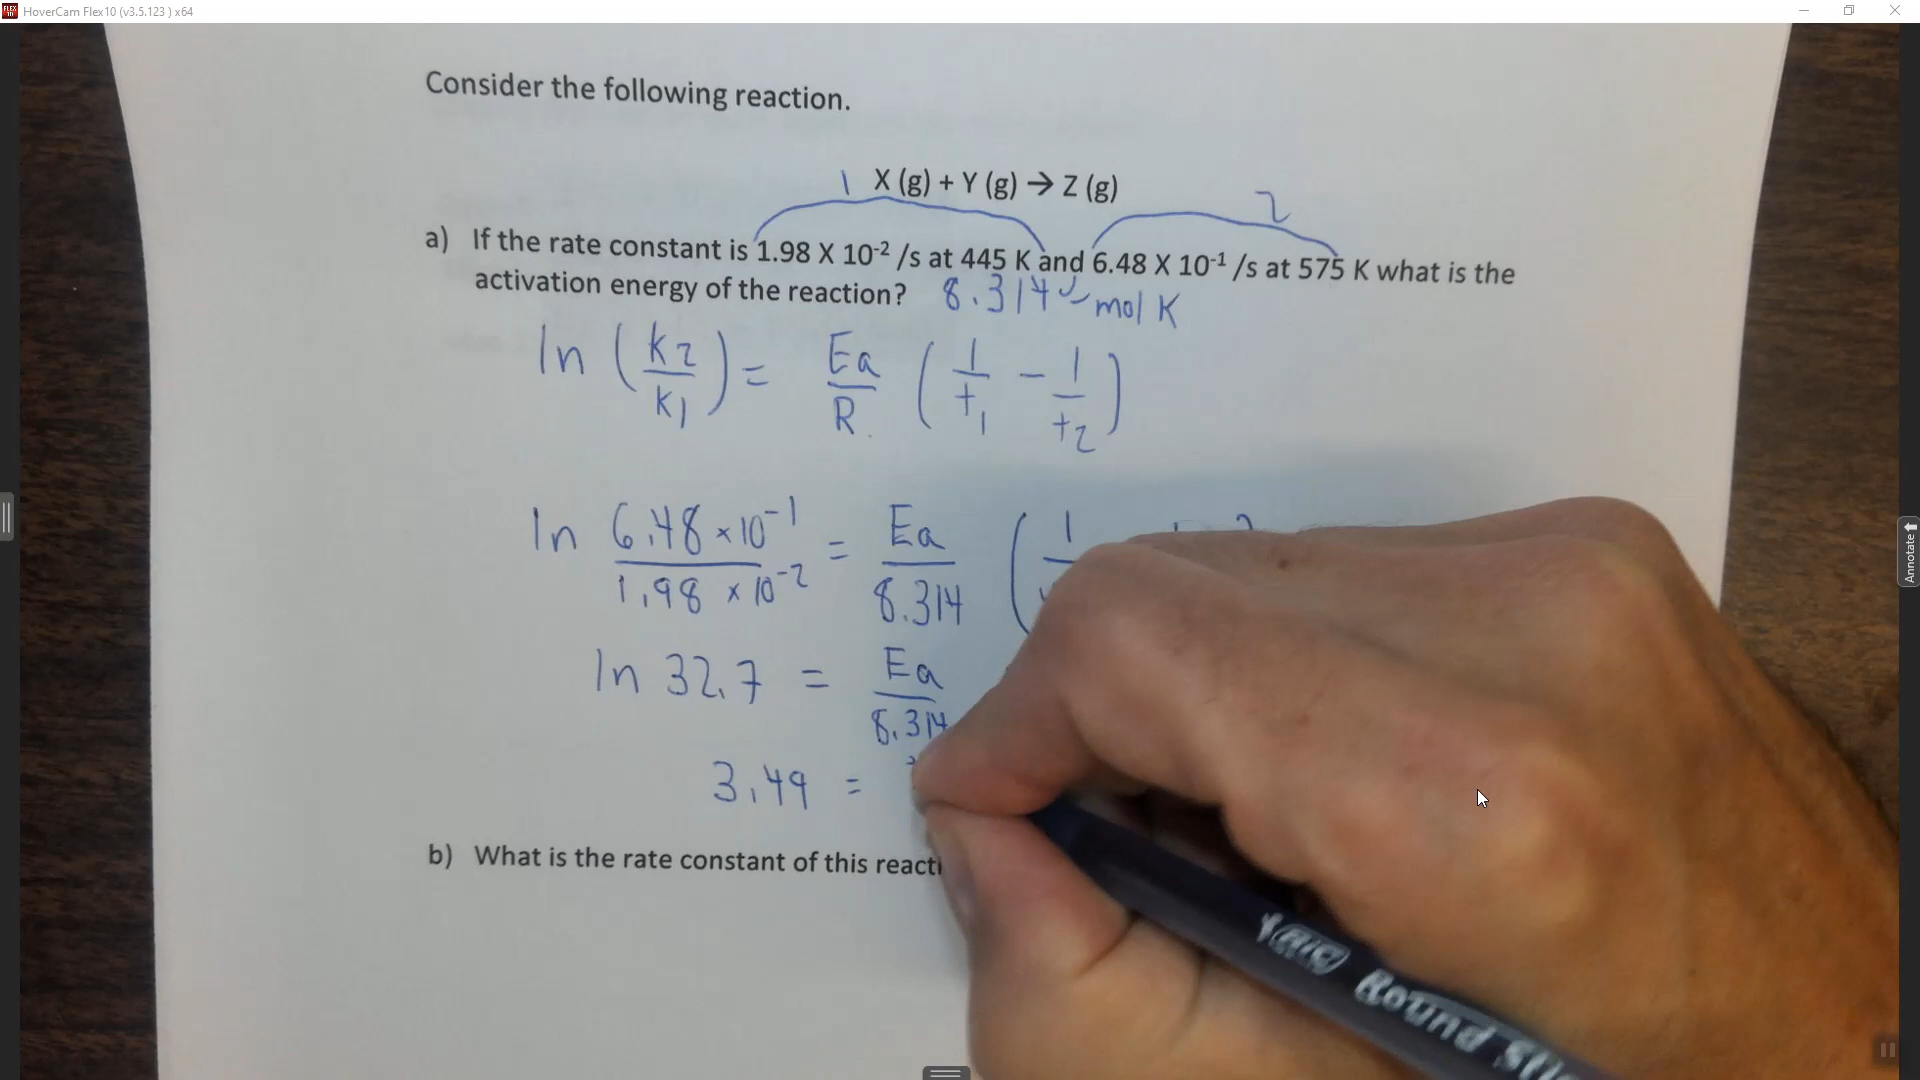 HoverCam Flex10 (v3.5.123 ) x64
Consider the following reaction.
1 X (g) + Y (g) → Z (g) 2
a) If the rate constant is 1.98 X 10⁻² /s at 445 K and 6.48 X 10⁻¹ /s at 575 K what is the
activation energy of the reaction? 8.314 J/mol K
ln (k2/k1) = Ea/R (1/t1 - 1/t2)
ln 6.48 × 10⁻¹ / 1.98 × 10⁻² = Ea/8.314 ( 1
ln 32.7 = Ea/8.314
3.49 =
b) What is the rate constant of this
Annotate
BIC Round Stic